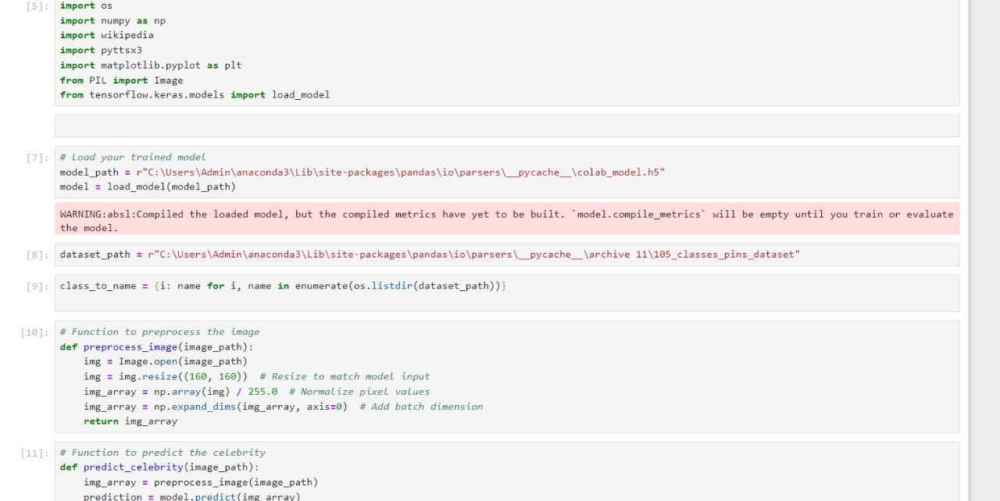 [5]: import os
import numpy as np
import wikipedia
import pyttsx3
import matplotlib.pyplot as plt
from PIL import Image
from tensorflow.keras.models import load_model
[7]: # Load your trained model
model_path = r"C:\Users\Admin\anaconda3\Lib\site-packages\pandas\io\parsers\__pycache__\colab_model.h5"
model = load_model(model_path)
WARNING:absl:Compiled the loaded model, but the compiled metrics have yet to be built. `model.compile_metrics` will be empty until you train or evaluate
the model.
[8]: dataset_path = r"C:\Users\Admin\anaconda3\Lib\site-packages\pandas\io\parsers\__pycache__\archive 11\105_classes_pins_dataset"
[9]: class_to_name = {i: name for i, name in enumerate(os.listdir(dataset_path))}
[10]: # Function to preprocess the image
def preprocess_image(image_path):
    img = Image.open(image_path)
    img = img.resize((160, 160))  # Resize to match model input
    img_array = np.array(img) / 255.0  # Normalize pixel values
    img_array = np.expand_dims(img_array, axis=0)  # Add batch dimension
    return img_array
[11]: # Function to predict the celebrity
def predict_celebrity(image_path):
    img_array = preprocess_image(image_path)
    prediction = model.predict(img_array)